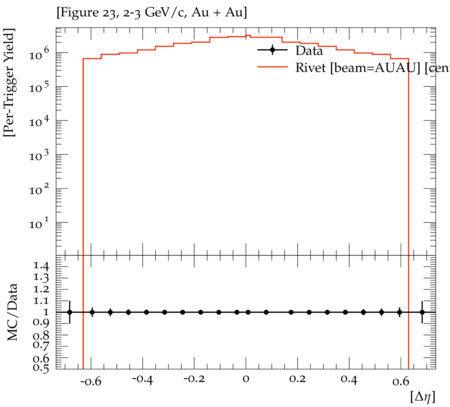 [Figure 23, 2-3 GeV/c, Au + Au]
[Per-Trigger Yield]
10^6
10^5
10^4
10^3
10^2
10^1
Data
Rivet [beam=AUAU] [cen
MC/Data
1.4
1.3
1.2
1.1
1
0.9
0.8
0.7
0.6
0.5
-0.6 -0.4 -0.2 0 0.2 0.4 0.6
[Δη]